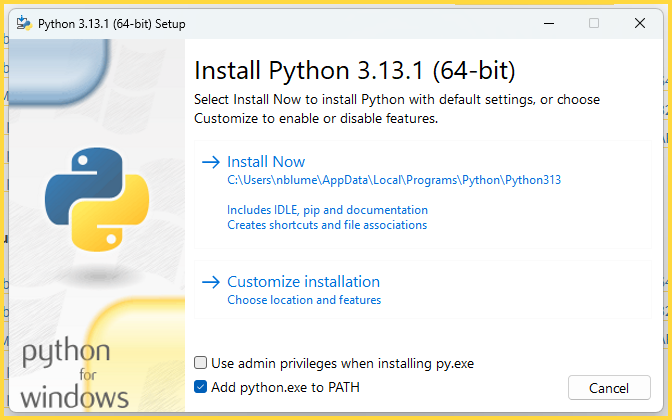 Python 3.13.1 (64-bit) Setup
Install Python 3.13.1 (64-bit)
Select Install Now to install Python with default settings, or choose
Customize to enable or disable features.
Install Now
C:\Users\nblume\AppData\Local\Programs\Python\Python313
Includes IDLE, pip and documentation
Creates shortcuts and file associations
Customize installation
Choose location and features
Use admin privileges when installing py.exe
Add python.exe to PATH
Cancel
python
for
windows